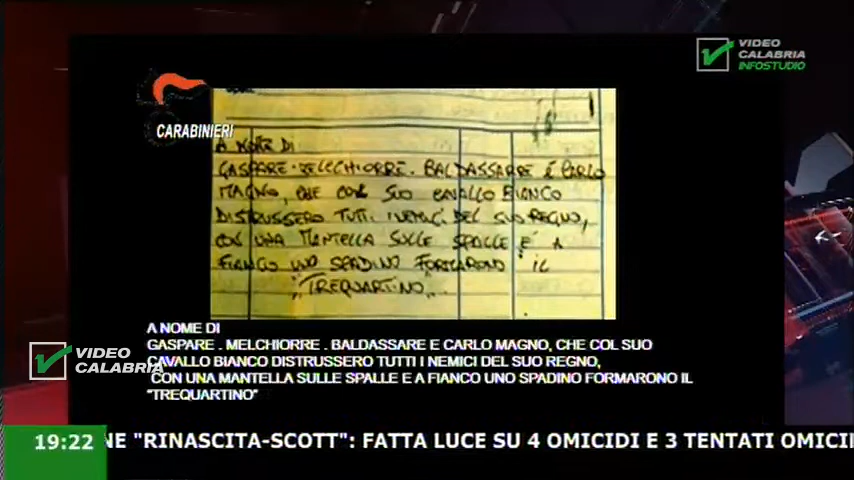 VIDEO
CALABRIA
INFOSTUDIO
CARABINIERI
A NOME DI
GASPARE - MELCHIORRE . BALDASSARRE E CARLO
MAGNO, CHE COL SUO CAVALLO BIANCO
DISTRUSSERO TUTTI I NEMICI DEL SUO REGNO,
CON UNA MANTELLA SULLE SPALLE E' A
FIANCO UNO SPADINO FORMARONO IL
"TREQUARTINO"
A NOME DI
GASPARE . MELCHIORRE . BALDASSARE E CARLO MAGNO, CHE COL SUO
CAVALLO BIANCO DISTRUSSERO TUTTI I NEMICI DEL SUO REGNO,
CON UNA MANTELLA SULLE SPALLE E A FIANCO UNO SPADINO FORMARONO IL
"TREQUARTINO"
VIDEO
CALABRIA
19:22 NE "RINASCITA-SCOTT": FATTA LUCE SU 4 OMICIDI E 3 TENTATI OMICI